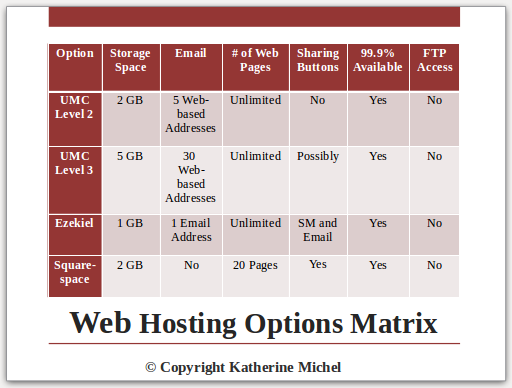 Option Storage Space Email # of Web Pages Sharing Buttons 99.9% Available FTP Access
UMC Level 2 2 GB 5 Web-based Addresses Unlimited No Yes No
UMC Level 3 5 GB 30 Web-based Addresses Unlimited Possibly Yes No
Ezekiel 1 GB 1 Email Address Unlimited SM and Email Yes No
Square-space 2 GB No 20 Pages Yes Yes No
Web Hosting Options Matrix
© Copyright Katherine Michel